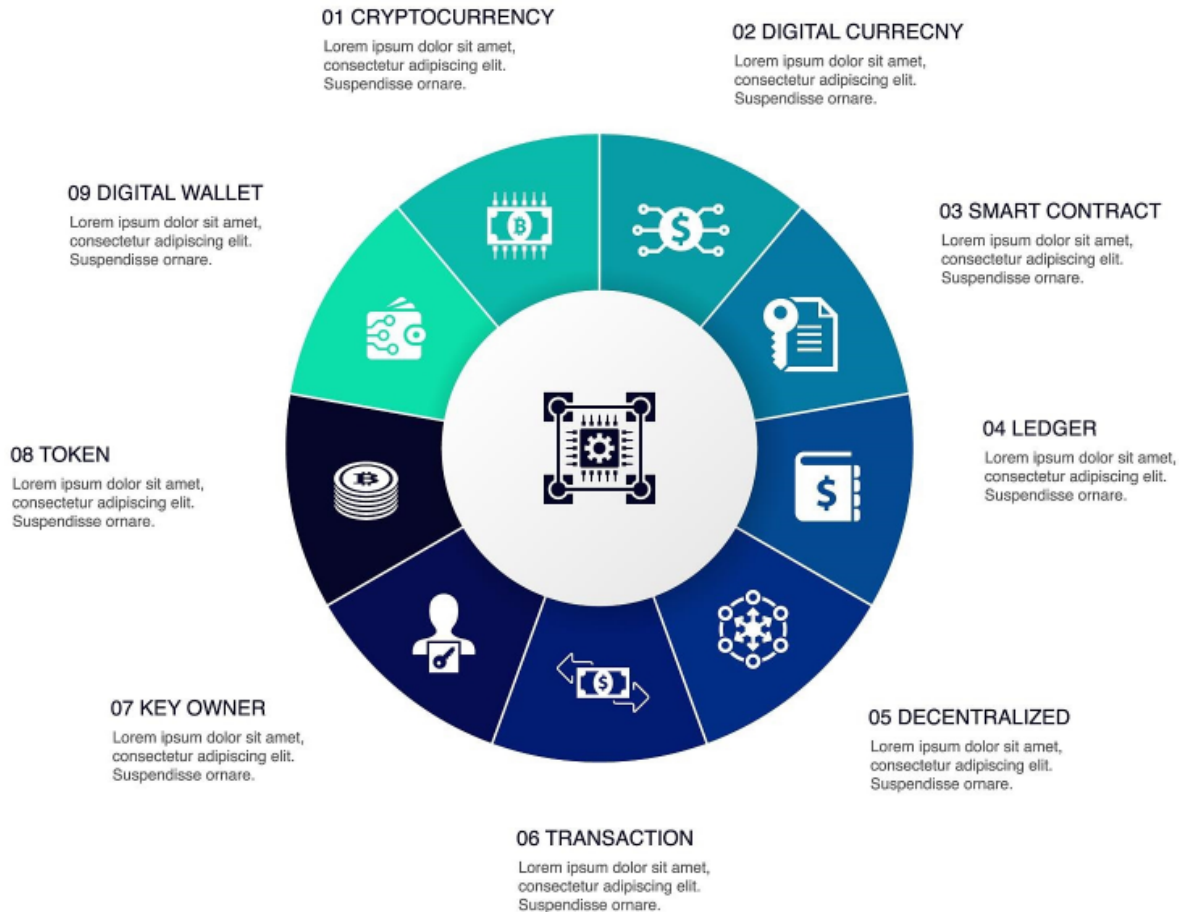 01 CRYPTOCURRENCY
Lorem ipsum dolor sit amet,
consectetur adipiscing elit.
Suspendisse ornare.
02 DIGITAL CURRECNY
Lorem ipsum dolor sit amet,
consectetur adipiscing elit.
Suspendisse ornare.
03 SMART CONTRACT
Lorem ipsum dolor sit amet,
consectetur adipiscing elit.
Suspendisse ornare.
04 LEDGER
Lorem ipsum dolor sit amet,
consectetur adipiscing elit.
Suspendisse ornare.
05 DECENTRALIZED
Lorem ipsum dolor sit amet,
consectetur adipiscing elit.
Suspendisse ornare.
06 TRANSACTION
Lorem ipsum dolor sit amet,
consectetur adipiscing elit.
Suspendisse ornare.
07 KEY OWNER
Lorem ipsum dolor sit amet,
consectetur adipiscing elit.
Suspendisse ornare.
08 TOKEN
Lorem ipsum dolor sit amet,
consectetur adipiscing elit.
Suspendisse ornare.
09 DIGITAL WALLET
Lorem ipsum dolor sit amet,
consectetur adipiscing elit.
Suspendisse ornare.